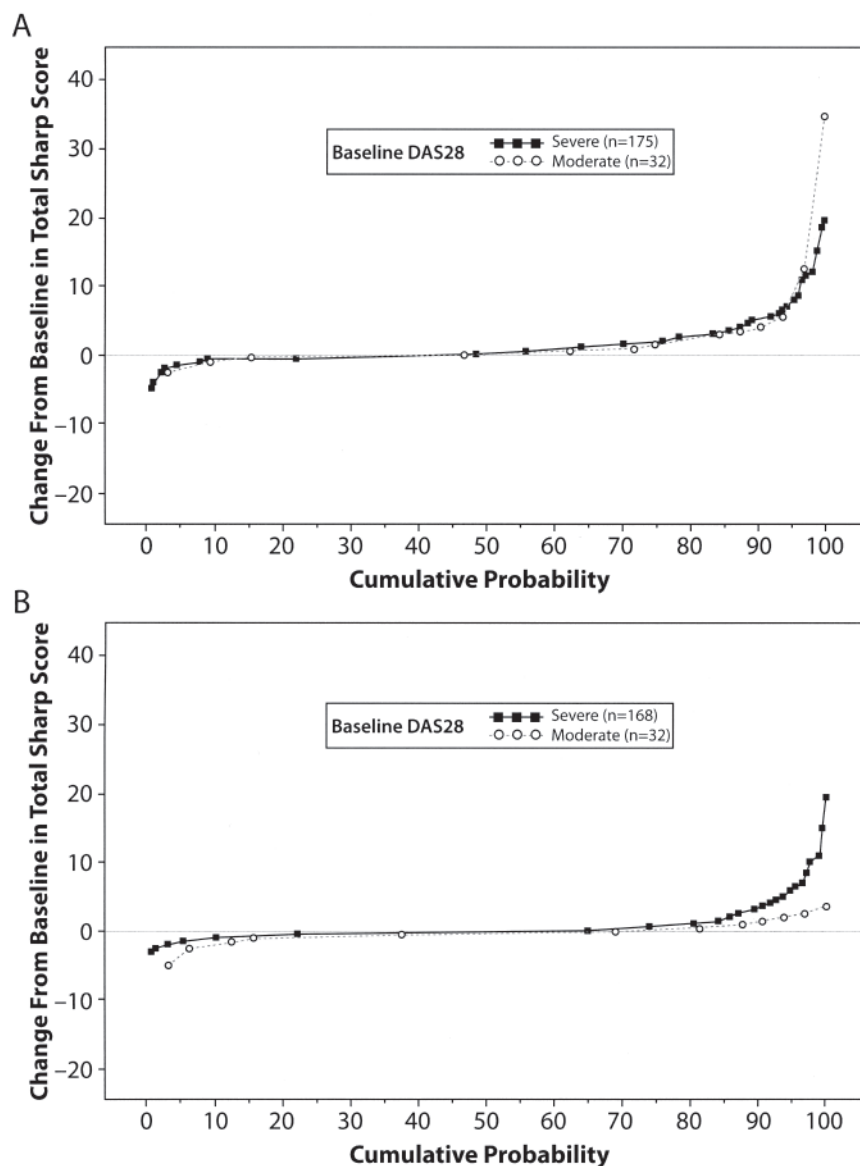 A
Change From Baseline in Total Sharp Score
40
30
20
10
0
−10
−20
Baseline DAS28
Severe (n=175)
Moderate (n=32)
0 10 20 30 40 50 60 70 80 90 100
Cumulative Probability
B
Change From Baseline in Total Sharp Score
40
30
20
10
0
−10
−20
Baseline DAS28
Severe (n=168)
Moderate (n=32)
0 10 20 30 40 50 60 70 80 90 100
Cumulative Probability